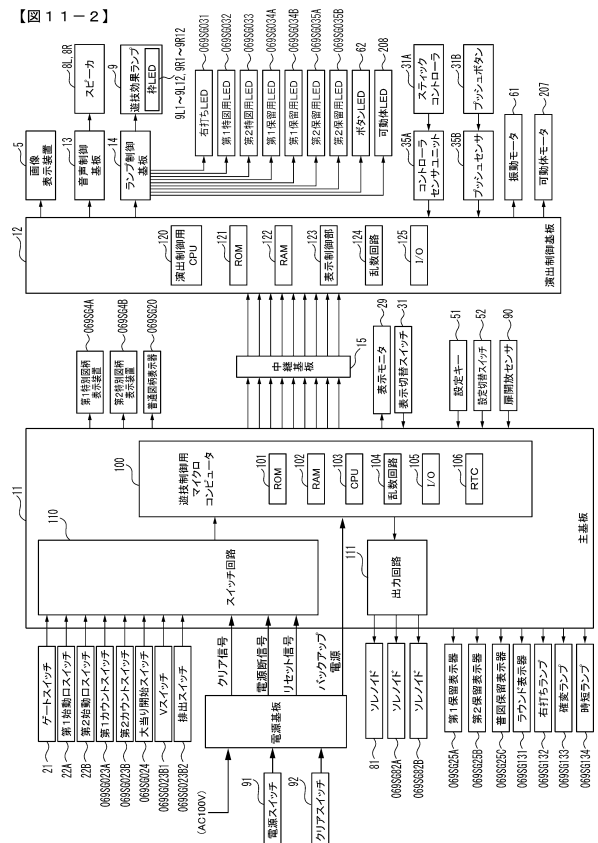 【図11-2】
5
画像
表示装置
8L, 8R
スピーカ
13
音声制御
基板
9
遊技効果ランプ
枠LED
9L1～9L12, 9R1～9R12
14
ランプ制御
基板
069SG031
右打ちLED
069SG032
第1特図用LED
069SG033
第2特図用LED
069SG034A
第1保留用LED
069SG034B
第1保留用LED
069SG035A
第2保留用LED
069SG035B
第2保留用LED
62
ボタンLED
208
可動体LED
31A
スティック
コントローラ
35A
コントローラ
センサユニット
31B
プッシュボタン
35B
プッシュセンサ
61
振動モータ
207
可動体モータ
12
120
演出制御用
CPU
121
ROM
122
RAM
123
表示制御部
124
乱数回路
125
I/O
演出制御基板
069SG4A
第1特別図柄
表示装置
069SG4B
第2特別図柄
表示装置
069SG20
普通図柄表示器
15
中継基板
29
表示モニタ
31
表示切替スイッチ
51
設定キー
52
設定切替スイッチ
90
扉開放センサ
11
100
遊技制御用
マイクロ
コンピュータ
101
ROM
102
RAM
103
CPU
104
乱数回路
105
I/O
106
RTC
主基板
110
スイッチ回路
111
出力回路
クリア信号
電源断信号
リセット信号
バックアップ
電源
21
ゲートスイッチ
22A
第1始動口スイッチ
22B
第2始動口スイッチ
069SG023A
第1カウントスイッチ
069SG023B
第2カウントスイッチ
069SG024
大当り開始スイッチ
069SG023B1
Vスイッチ
069SG023B2
排出スイッチ
(AC100V)
電源基板
91
電源スイッチ
92
クリアスイッチ
81
ソレノイド
069SG82A
ソレノイド
069SG82B
ソレノイド
069SG25A
第1保留表示器
069SG25B
第2保留表示器
069SG25C
普図保留表示器
069SG131
ラウンド表示器
069SG132
右打ちランプ
069SG133
確変ランプ
069SG134
時短ランプ